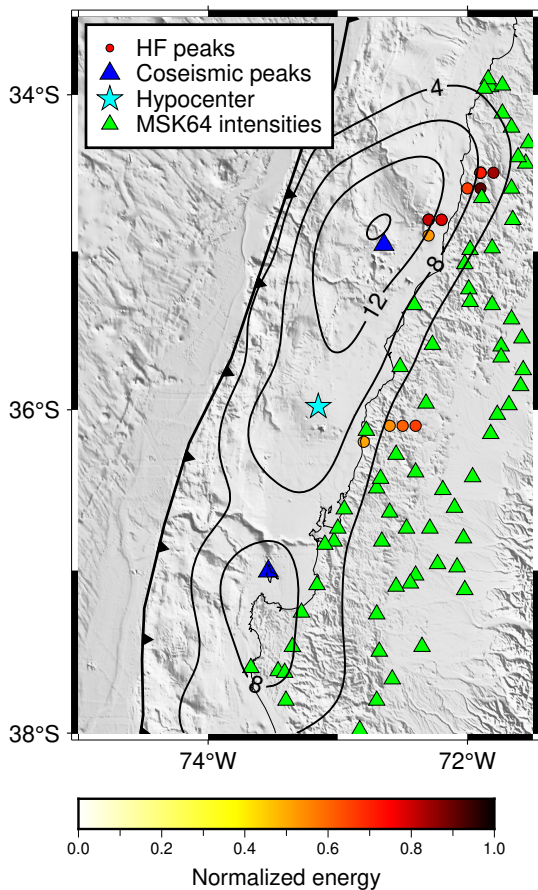 HF peaks
Coseismic peaks
Hypocenter
MSK64 intensities
34°S
36°S
38°S
4
8
12
8
74°W
72°W
0.0 0.2 0.4 0.6 0.8 1.0
Normalized energy